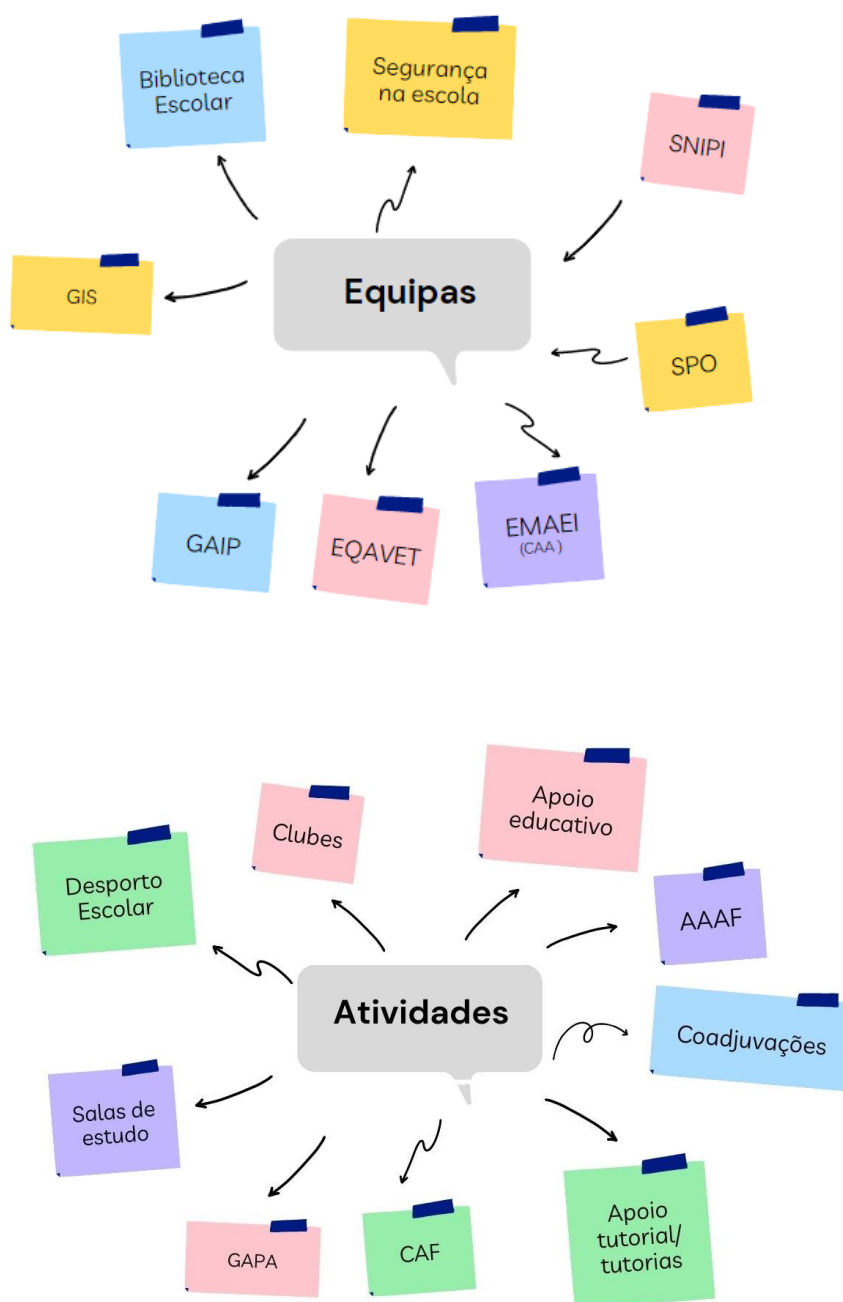 Biblioteca
Escolar
Segurança
na escola
SNIPI
Equipas
GIS
SPO
GAIP
EQAVET
EMAEI
(CAA )
Apoio
educativo
Clubes
Desporto
Escolar
AAAF
Atividades
Coadjuvações
Salas de
estudo
Apoio
tutorial/
tutorias
GAPA
CAF